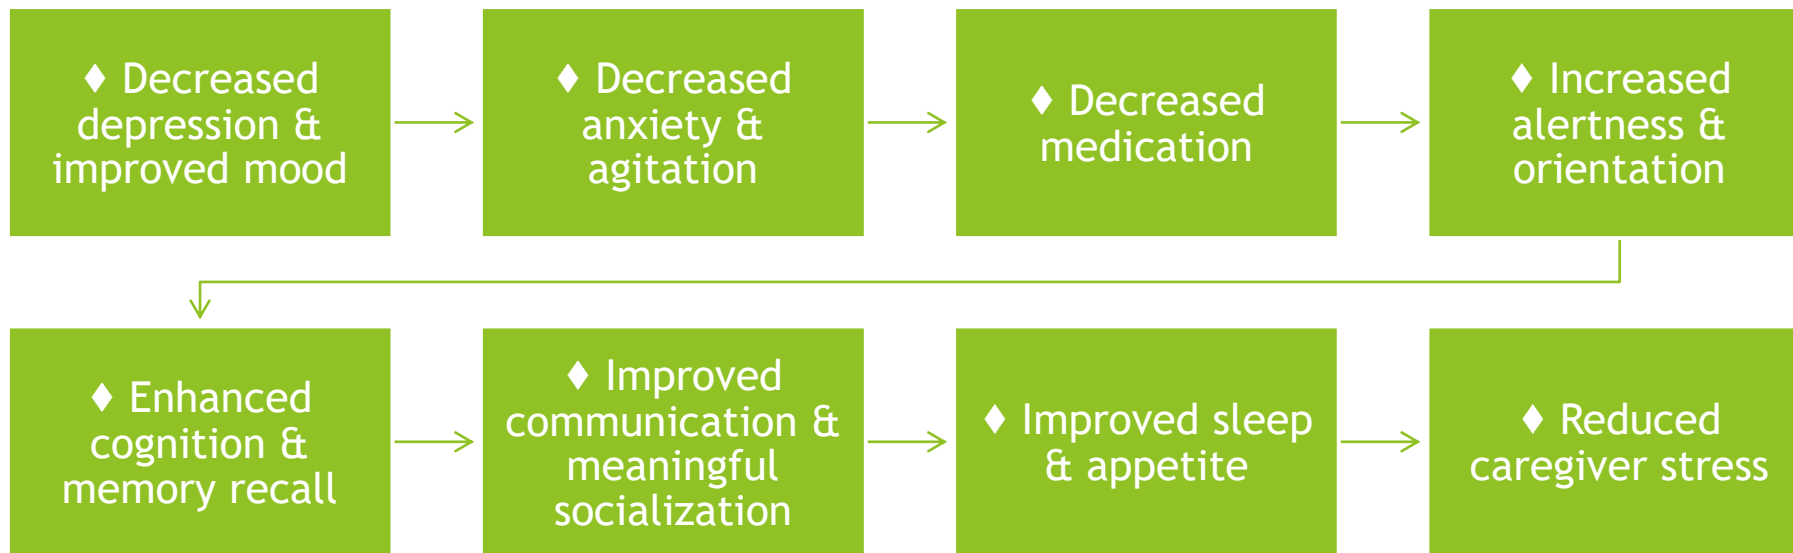 ♦ Decreased
depression &
improved mood
♦ Decreased
anxiety &
agitation
♦ Decreased
medication
♦ Increased
alertness &
orientation
♦ Enhanced
cognition &
memory recall
♦ Improved
communication &
meaningful
socialization
♦ Improved sleep
& appetite
♦ Reduced
caregiver stress